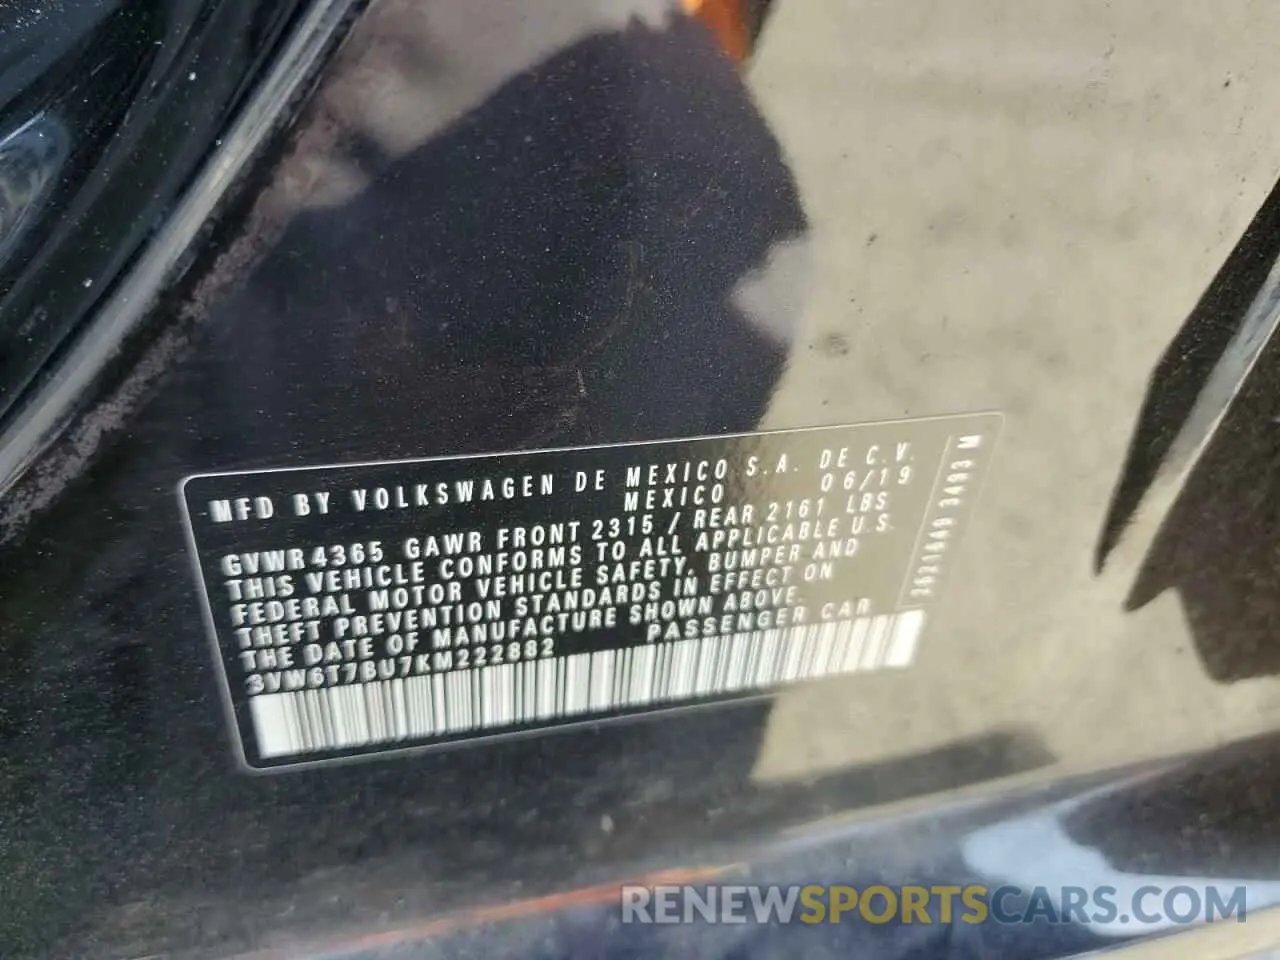 MFD BY VOLKSWAGEN DE MEXICO S.A. DE C.V.
MEXICO 06/19
GVWR 4365 GAWR FRONT 2315 / REAR 2161 LBS
THIS VEHICLE CONFORMS TO ALL APPLICABLE U.S.
FEDERAL MOTOR VEHICLE SAFETY, BUMPER AND
THEFT PREVENTION STANDARDS IN EFFECT ON
THE DATE OF MANUFACTURE SHOWN ABOVE.
3VW6T7BU7KM222882 PASSENGER CAR
3493 M
RENEWSPORTSCARS.COM